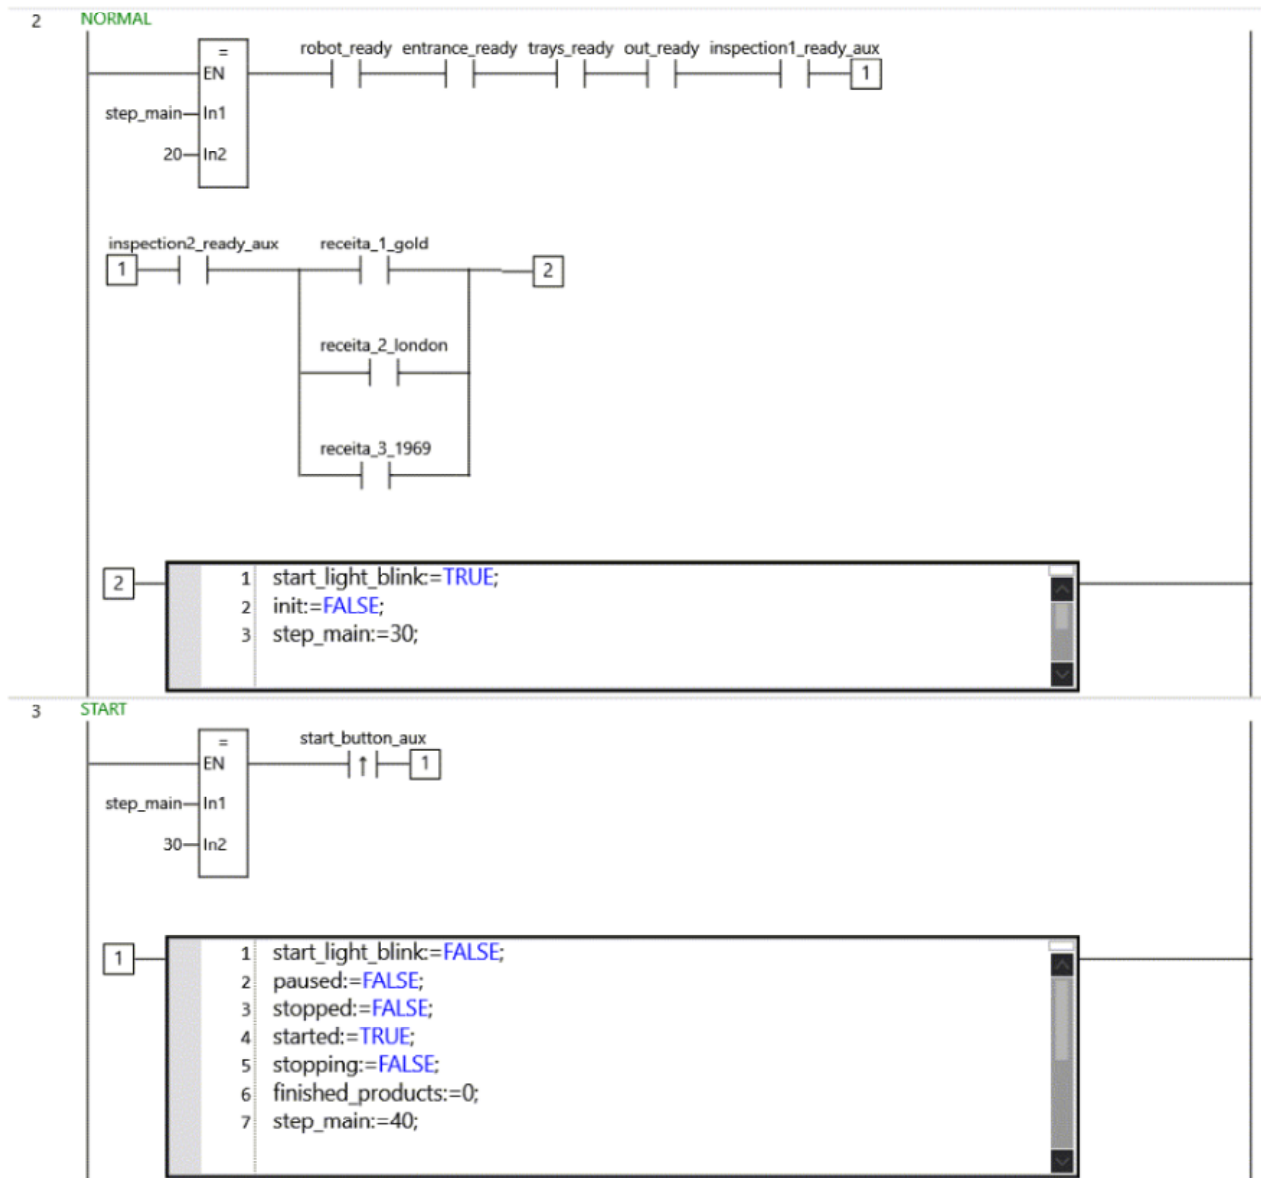 2 NORMAL
=
robot_ready entrance_ready trays_ready out_ready inspection1_ready_aux
EN 1
step_main In1
20 In2
inspection2_ready_aux receita_1_gold
1 2
receita_2_london
receita_3_1969
2
1 start_light_blink:=TRUE;
2 init:=FALSE;
3 step_main:=30;
3 START
=
start_button_aux
EN ↑ 1
step_main In1
30 In2
1
1 start_light_blink:=FALSE;
2 paused:=FALSE;
3 stopped:=FALSE;
4 started:=TRUE;
5 stopping:=FALSE;
6 finished_products:=0;
7 step_main:=40;